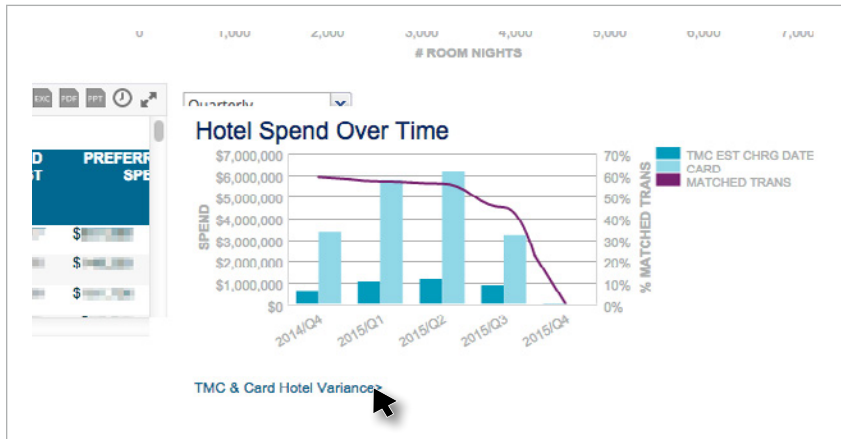 0 1,000 2,000 3,000 4,000 5,000 6,000 7,000
# ROOM NIGHTS
EXC PDF PPT
Quarterly
Hotel Spend Over Time
D PREFERR
ST SPE
$
$
$
$7,000,000
$6,000,000
$5,000,000
$4,000,000
$3,000,000
$2,000,000
$1,000,000
$0
SPEND
70%
60%
50%
40%
30%
20%
10%
0%
% MATCHED TRANS
TMC EST CHRG DATE
CARD
MATCHED TRANS
2014/Q4 2015/Q1 2015/Q2 2015/Q3 2015/Q4
TMC & Card Hotel Variance>